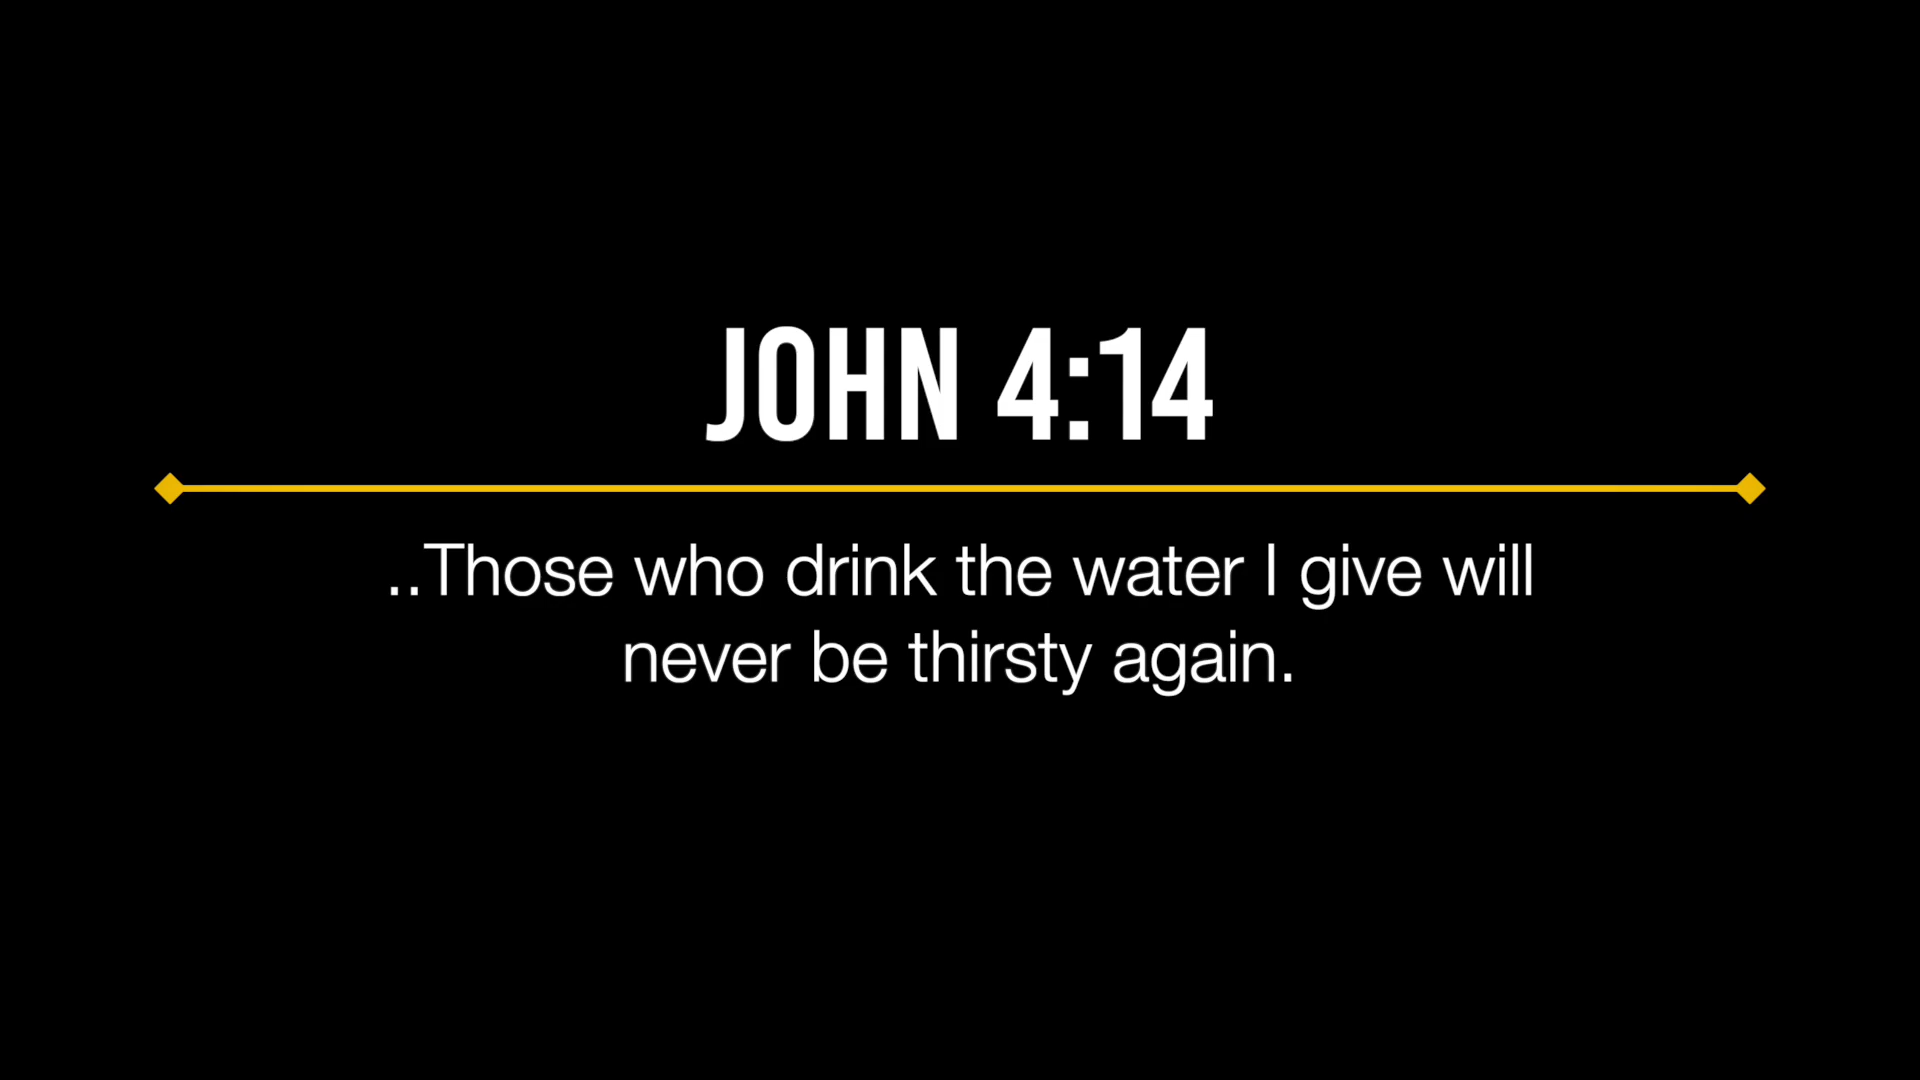 JOHN 4:14
..Those who drink the water I give will
never be thirsty again.